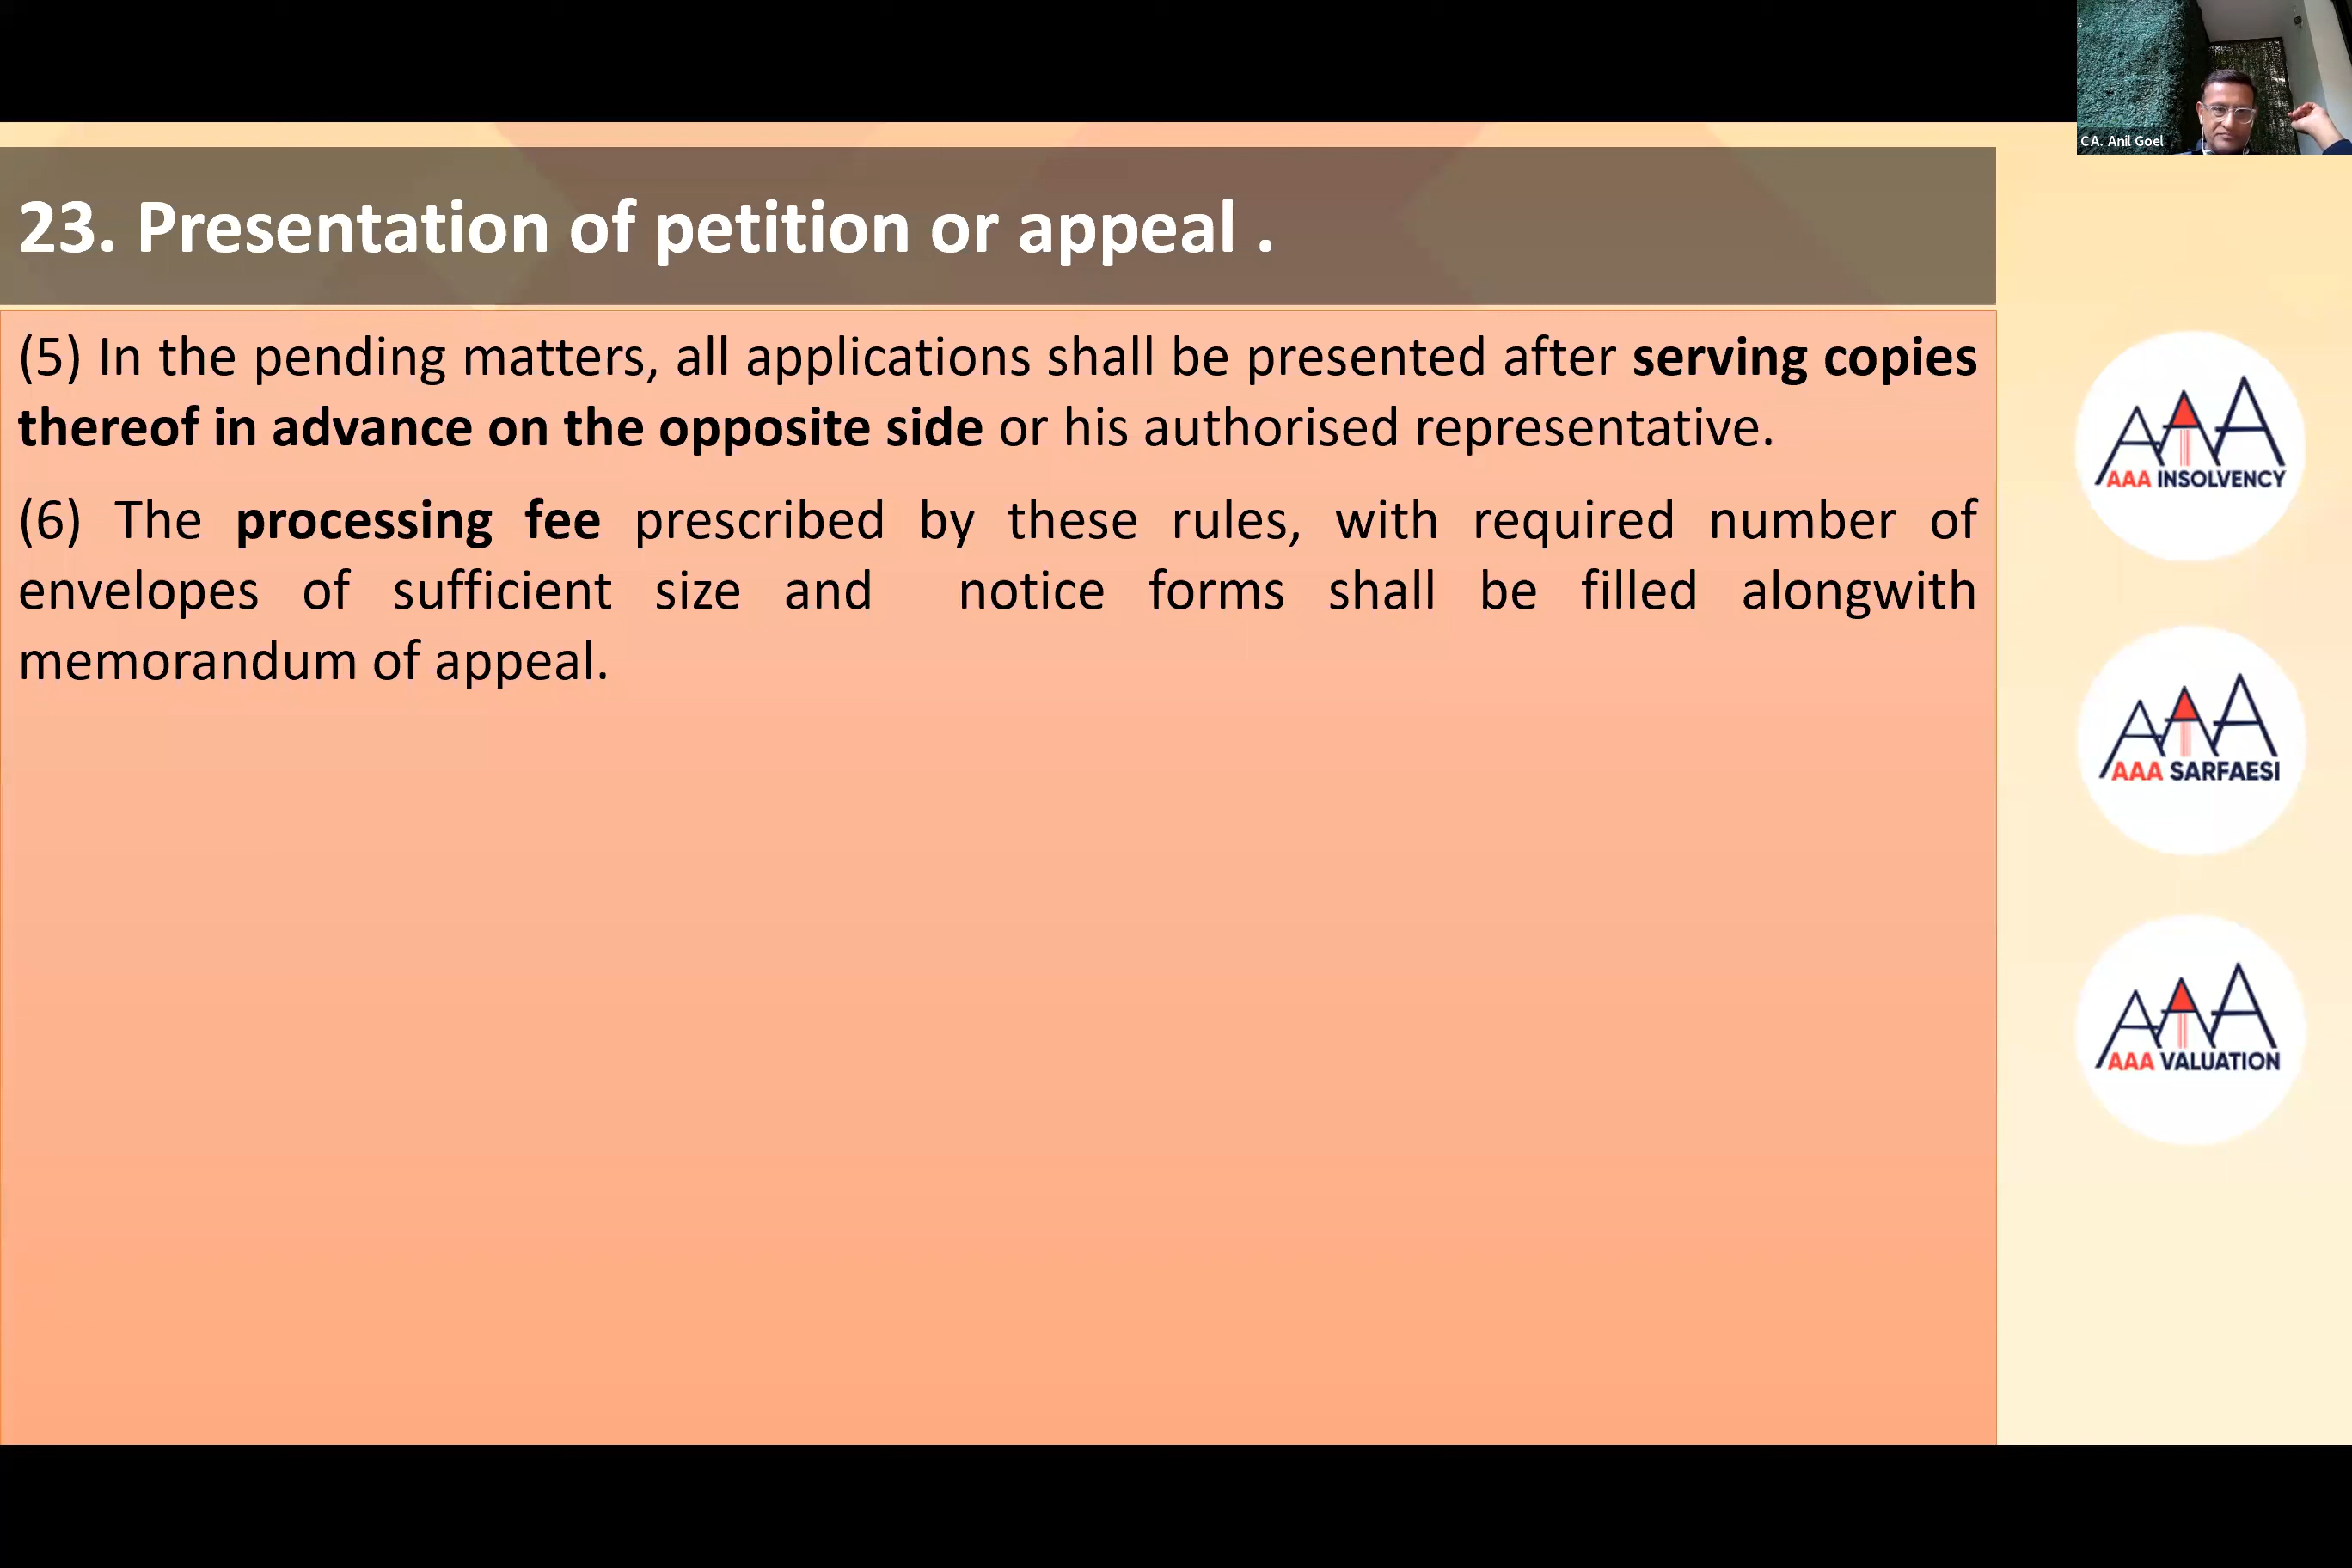 CA. Anil Goel
23. Presentation of petition or appeal .
(5) In the pending matters, all applications shall be presented after serving copies
thereof in advance on the opposite side or his authorised representative.
(6) The processing fee prescribed by these rules, with required number of
envelopes of sufficient size and notice forms shall be filled alongwith
memorandum of appeal.
AAA INSOLVENCY
AAA SARFAESI
AAA VALUATION